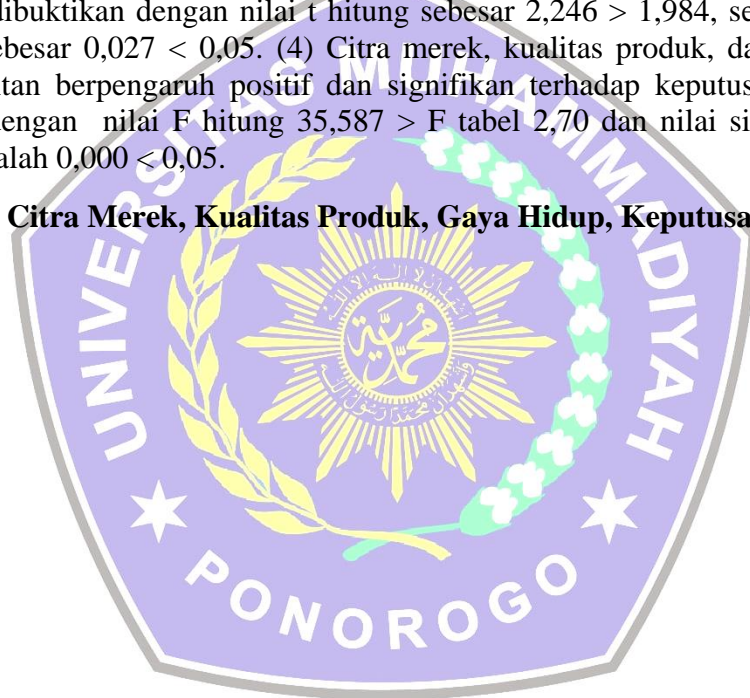 dibuktikan dengan nilai t hitung sebesar 2,246 > 1,984, se
ebesar 0,027 < 0,05. (4) Citra merek, kualitas produk, da
tan berpengaruh positif dan signifikan terhadap keputus
dengan nilai F hitung 35,587 > F tabel 2,70 dan nilai si
alah 0,000 < 0,05.
Citra Merek, Kualitas Produk, Gaya Hidup, Keputusa
UNIVERSITAS MUHAMMADIYAH
محمدية
PONOROGO